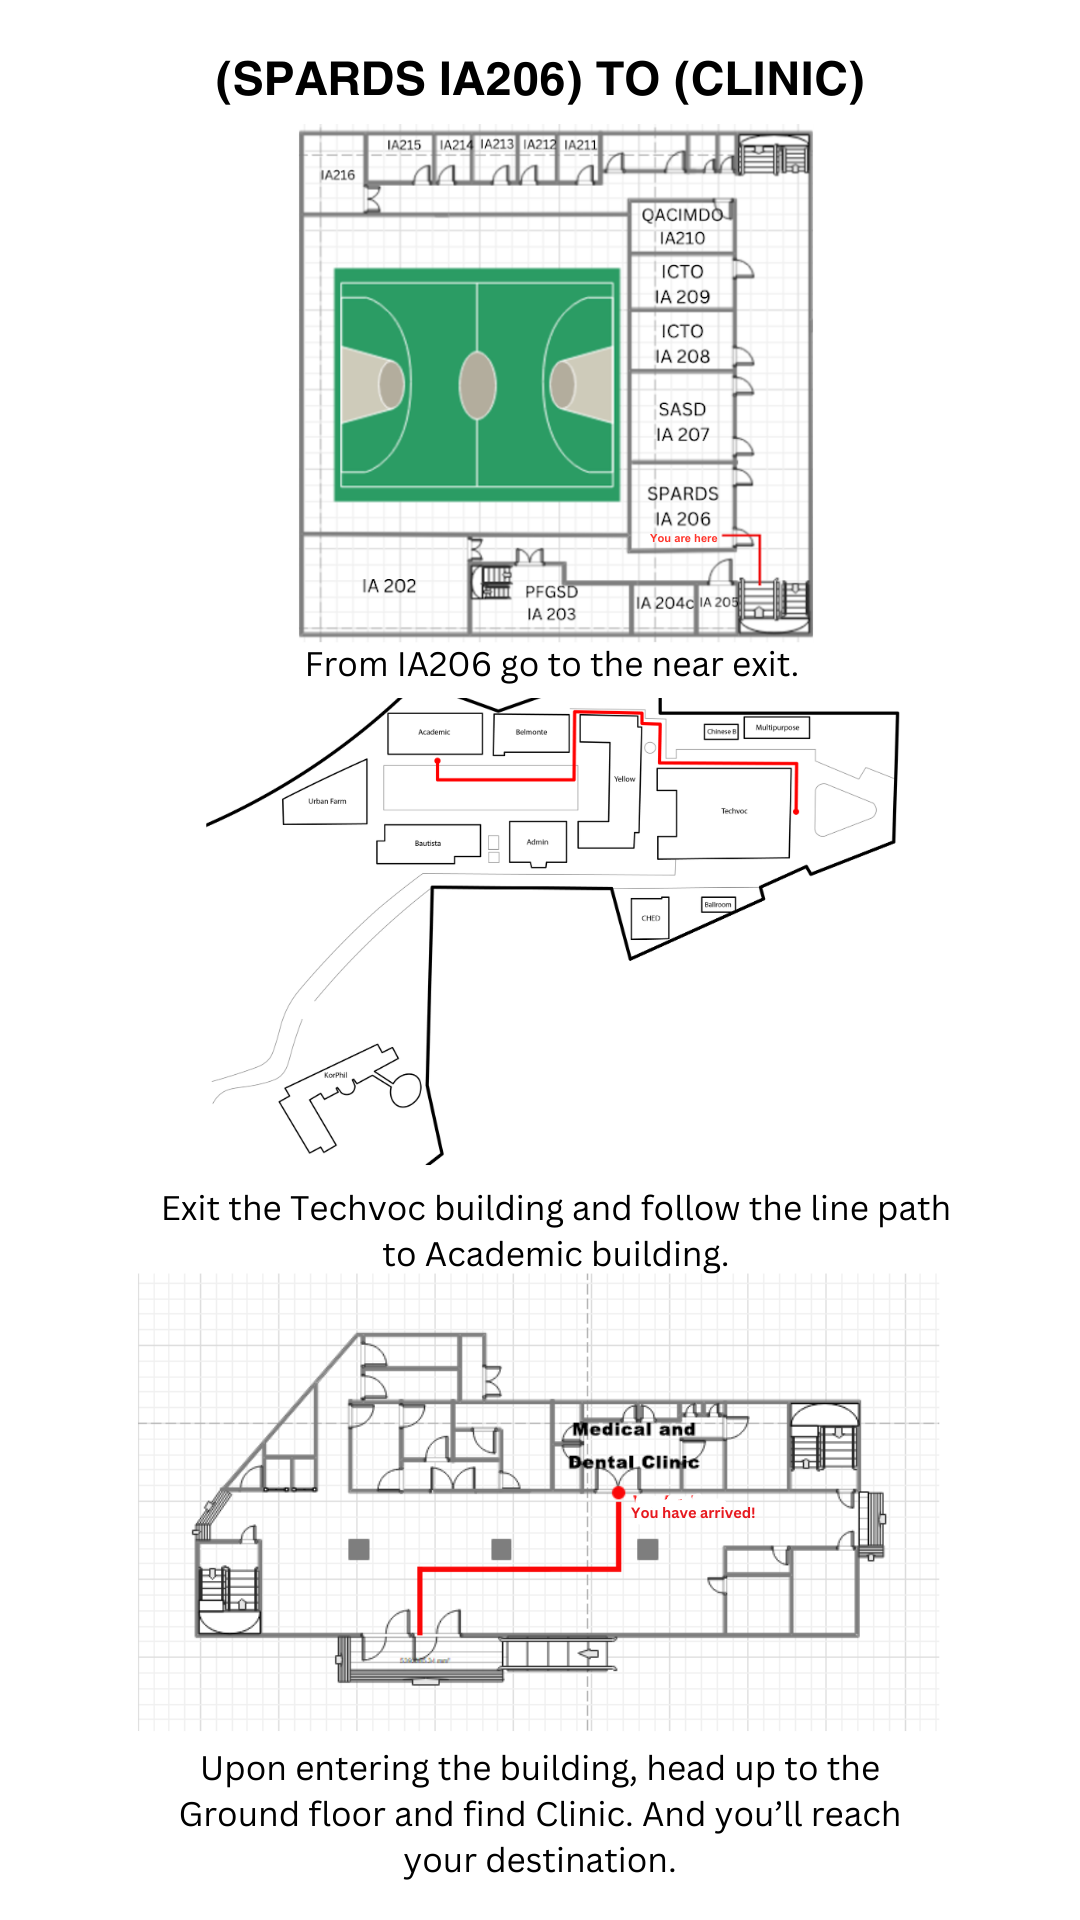 (SPARDS IA206) TO (CLINIC)
IA215
IA214
IA213
IA212
IA211
IA216
QACIMDO
IA210
ICTO
IA 209
ICTO
IA 208
SASD
IA 207
SPARDS
IA 206
You are here
IA 202
PFGSD
IA 203
IA 204c
IA 205
From IA206 go to the near exit.
Academic
Belmonte
Chinese B
Multipurpose
Yellow
Urban Farm
Techvoc
Bautista
Admin
CHED
Ballroom
KorPhil
Exit the Techvoc building and follow the line path
to Academic building.
Medical and
Dental Clinic
You have arrived!
Upon entering the building, head up to the
Ground floor and find Clinic. And you’ll reach
your destination.